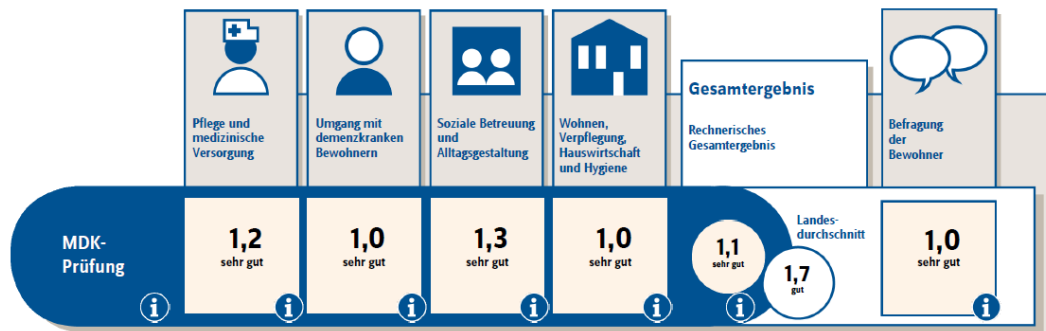 Pflege und
medizinische
Versorgung
Umgang mit
demenzkranken
Bewohnern
Soziale Betreuung
und
Alltagsgestaltung
Wohnen,
Verpflegung,
Hauswirtschaft
und Hygiene
Gesamtergebnis
Rechnerisches
Gesamtergebnis
Befragung
der
Bewohner
MDK-
Prüfung
1,2
sehr gut
1,0
sehr gut
1,3
sehr gut
1,0
sehr gut
1,1
sehr gut
Landes-
durchschnitt
1,7
gut
1,0
sehr gut
i
i
i
i
i
i
i